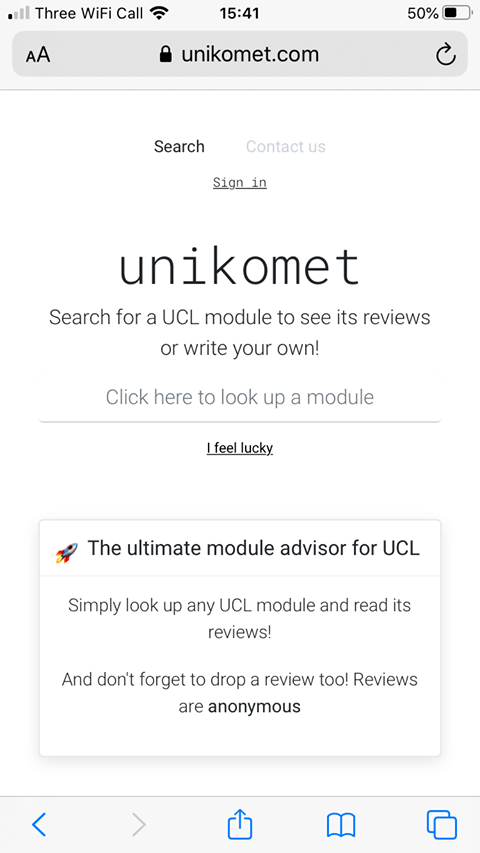 Three WiFi Call 15:41 50%
AA unikomet.com
Search Contact us
Sign in
unikomet
Search for a UCL module to see its reviews
or write your own!
Click here to look up a module
I feel lucky
The ultimate module advisor for UCL
Simply look up any UCL module and read its
reviews!
And don't forget to drop a review too! Reviews
are anonymous